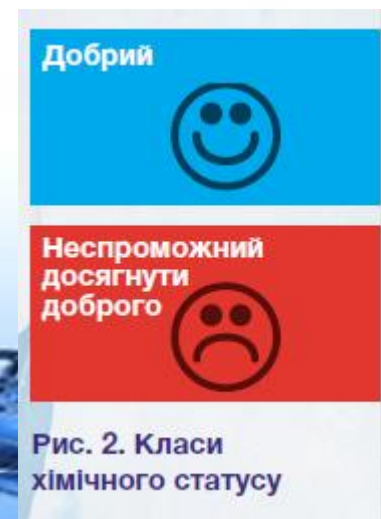 Добрий
Неспроможний
досягнути
доброго
Рис. 2. Класи
хімічного статусу